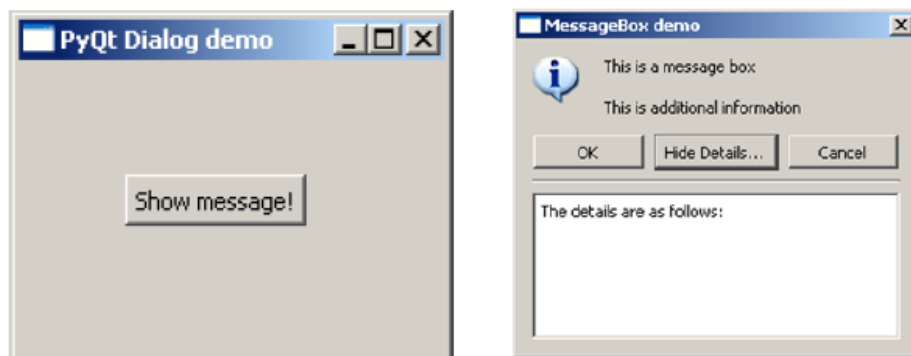 PyQt Dialog demo
Show message!
MessageBox demo
This is a message box
This is additional information
OK Hide Details... Cancel
The details are as follows: